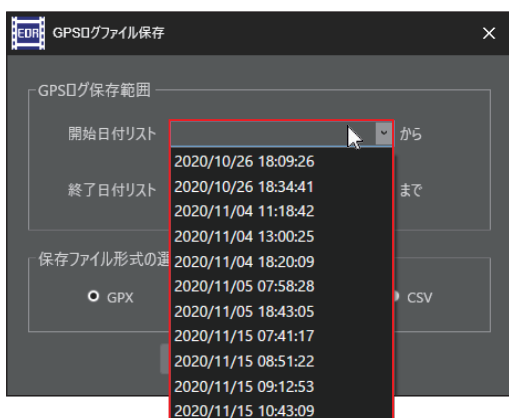 EDR GPSログファイル保存
GPSログ保存範囲
開始日付リスト から
2020/10/26 18:09:26
2020/10/26 18:34:41
2020/11/04 11:18:42
2020/11/04 13:00:25
2020/11/04 18:20:09
2020/11/05 07:58:28
2020/11/05 18:43:05
2020/11/15 07:41:17
2020/11/15 08:51:22
2020/11/15 09:12:53
2020/11/15 10:43:09
終了日付リスト まで
保存ファイル形式の選
GPX CSV